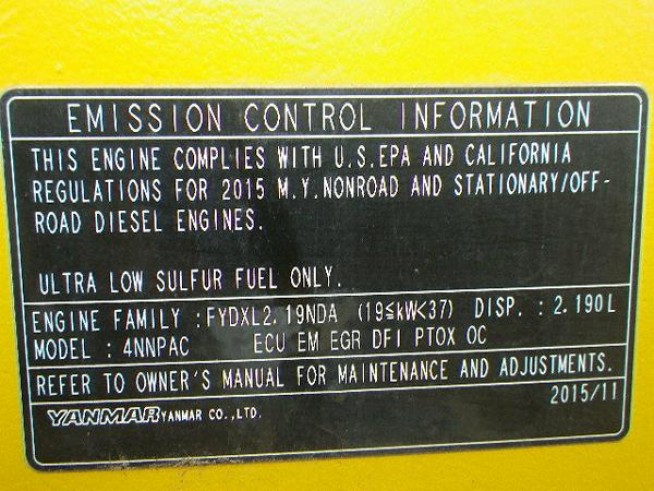 EMISSION CONTROL INFORMATION
THIS ENGINE COMPLIES WITH U.S.EPA AND CALIFORNIA
REGULATIONS FOR 2015 M.Y.NONROAD AND STATIONARY/OFF-
ROAD DIESEL ENGINES.
ULTRA LOW SULFUR FUEL ONLY.
ENGINE FAMILY :FYDXL2.19NDA (19≤kW<37) DISP. : 2.190L
MODEL : 4NNPAC ECU EM EGR DFI PTOX OC
REFER TO OWNER'S MANUAL FOR MAINTENANCE AND ADJUSTMENTS.
YANMAR YANMAR CO.,LTD. 2015/11